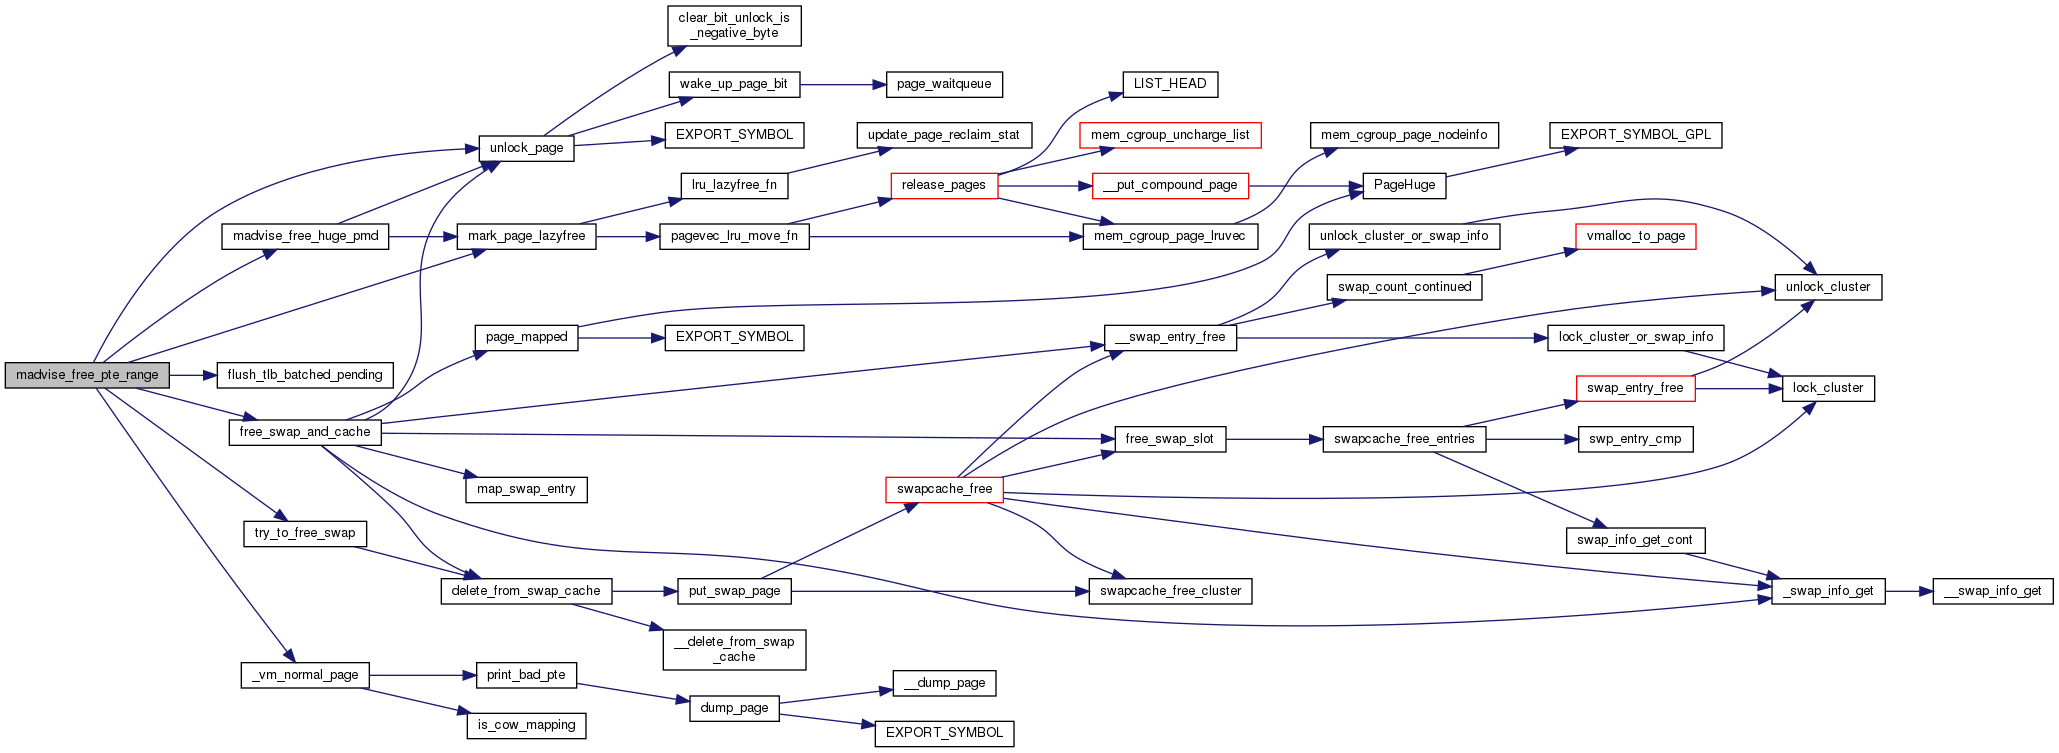 clear_bit_unlock_is
_negative_byte
wake_up_page_bit
page_waitqueue
LIST_HEAD
unlock_page
EXPORT_SYMBOL
update_page_reclaim_stat
mem_cgroup_uncharge_list
mem_cgroup_page_nodeinfo
EXPORT_SYMBOL_GPL
lru_lazyfree_fn
release_pages
__put_compound_page
PageHuge
madvise_free_huge_pmd
mark_page_lazyfree
pagevec_lru_move_fn
mem_cgroup_page_lruvec
unlock_cluster_or_swap_info
vmalloc_to_page
swap_count_continued
unlock_cluster
page_mapped
EXPORT_SYMBOL
__swap_entry_free
lock_cluster_or_swap_info
madvise_free_pte_range
flush_tlb_batched_pending
swap_entry_free
lock_cluster
free_swap_and_cache
free_swap_slot
swapcache_free_entries
swp_entry_cmp
map_swap_entry
swapcache_free
try_to_free_swap
swap_info_get_cont
delete_from_swap_cache
put_swap_page
swapcache_free_cluster
_swap_info_get
__swap_info_get
__delete_from_swap
_cache
_vm_normal_page
print_bad_pte
__dump_page
dump_page
is_cow_mapping
EXPORT_SYMBOL